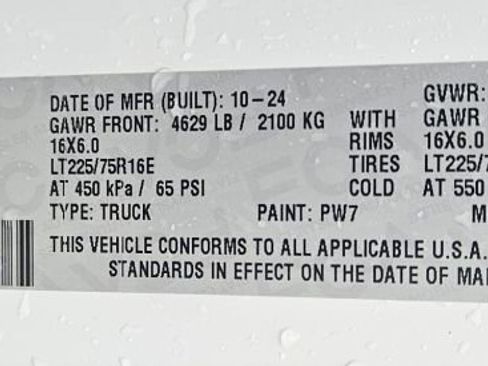 DATE OF MFR (BUILT): 10-24 GVWR:
GAWR FRONT: 4629 LB / 2100 KG WITH GAWR
16X6.0 RIMS 16X6.0
LT225/75R16E TIRES LT225/7
AT 450 kPa / 65 PSI COLD AT 550
TYPE: TRUCK PAINT: PW7 M
THIS VEHICLE CONFORMS TO ALL APPLICABLE U.S.A.
STANDARDS IN EFFECT ON THE DATE OF MA